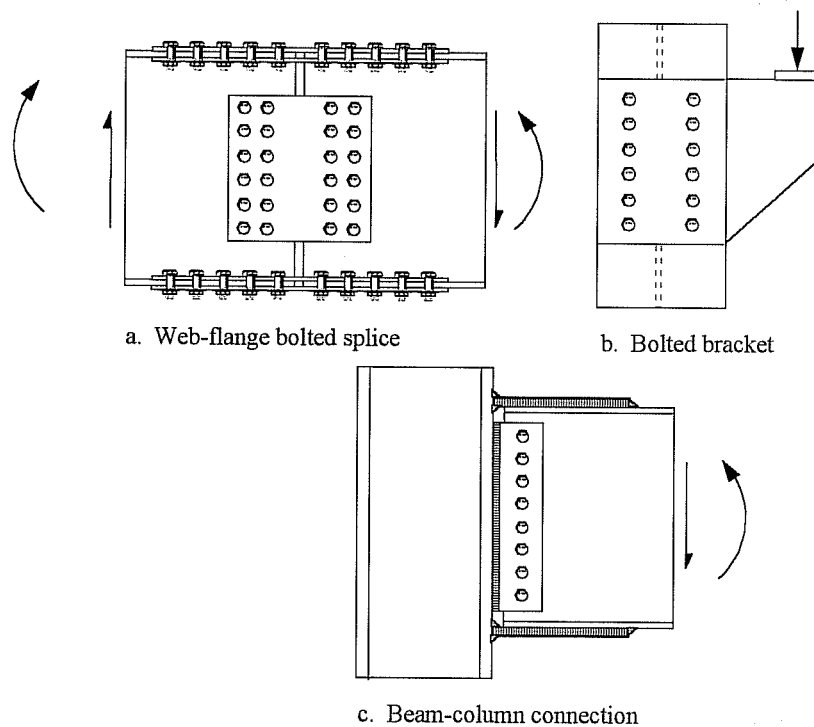 a. Web-flange bolted splice
b. Bolted bracket
c. Beam-column connection